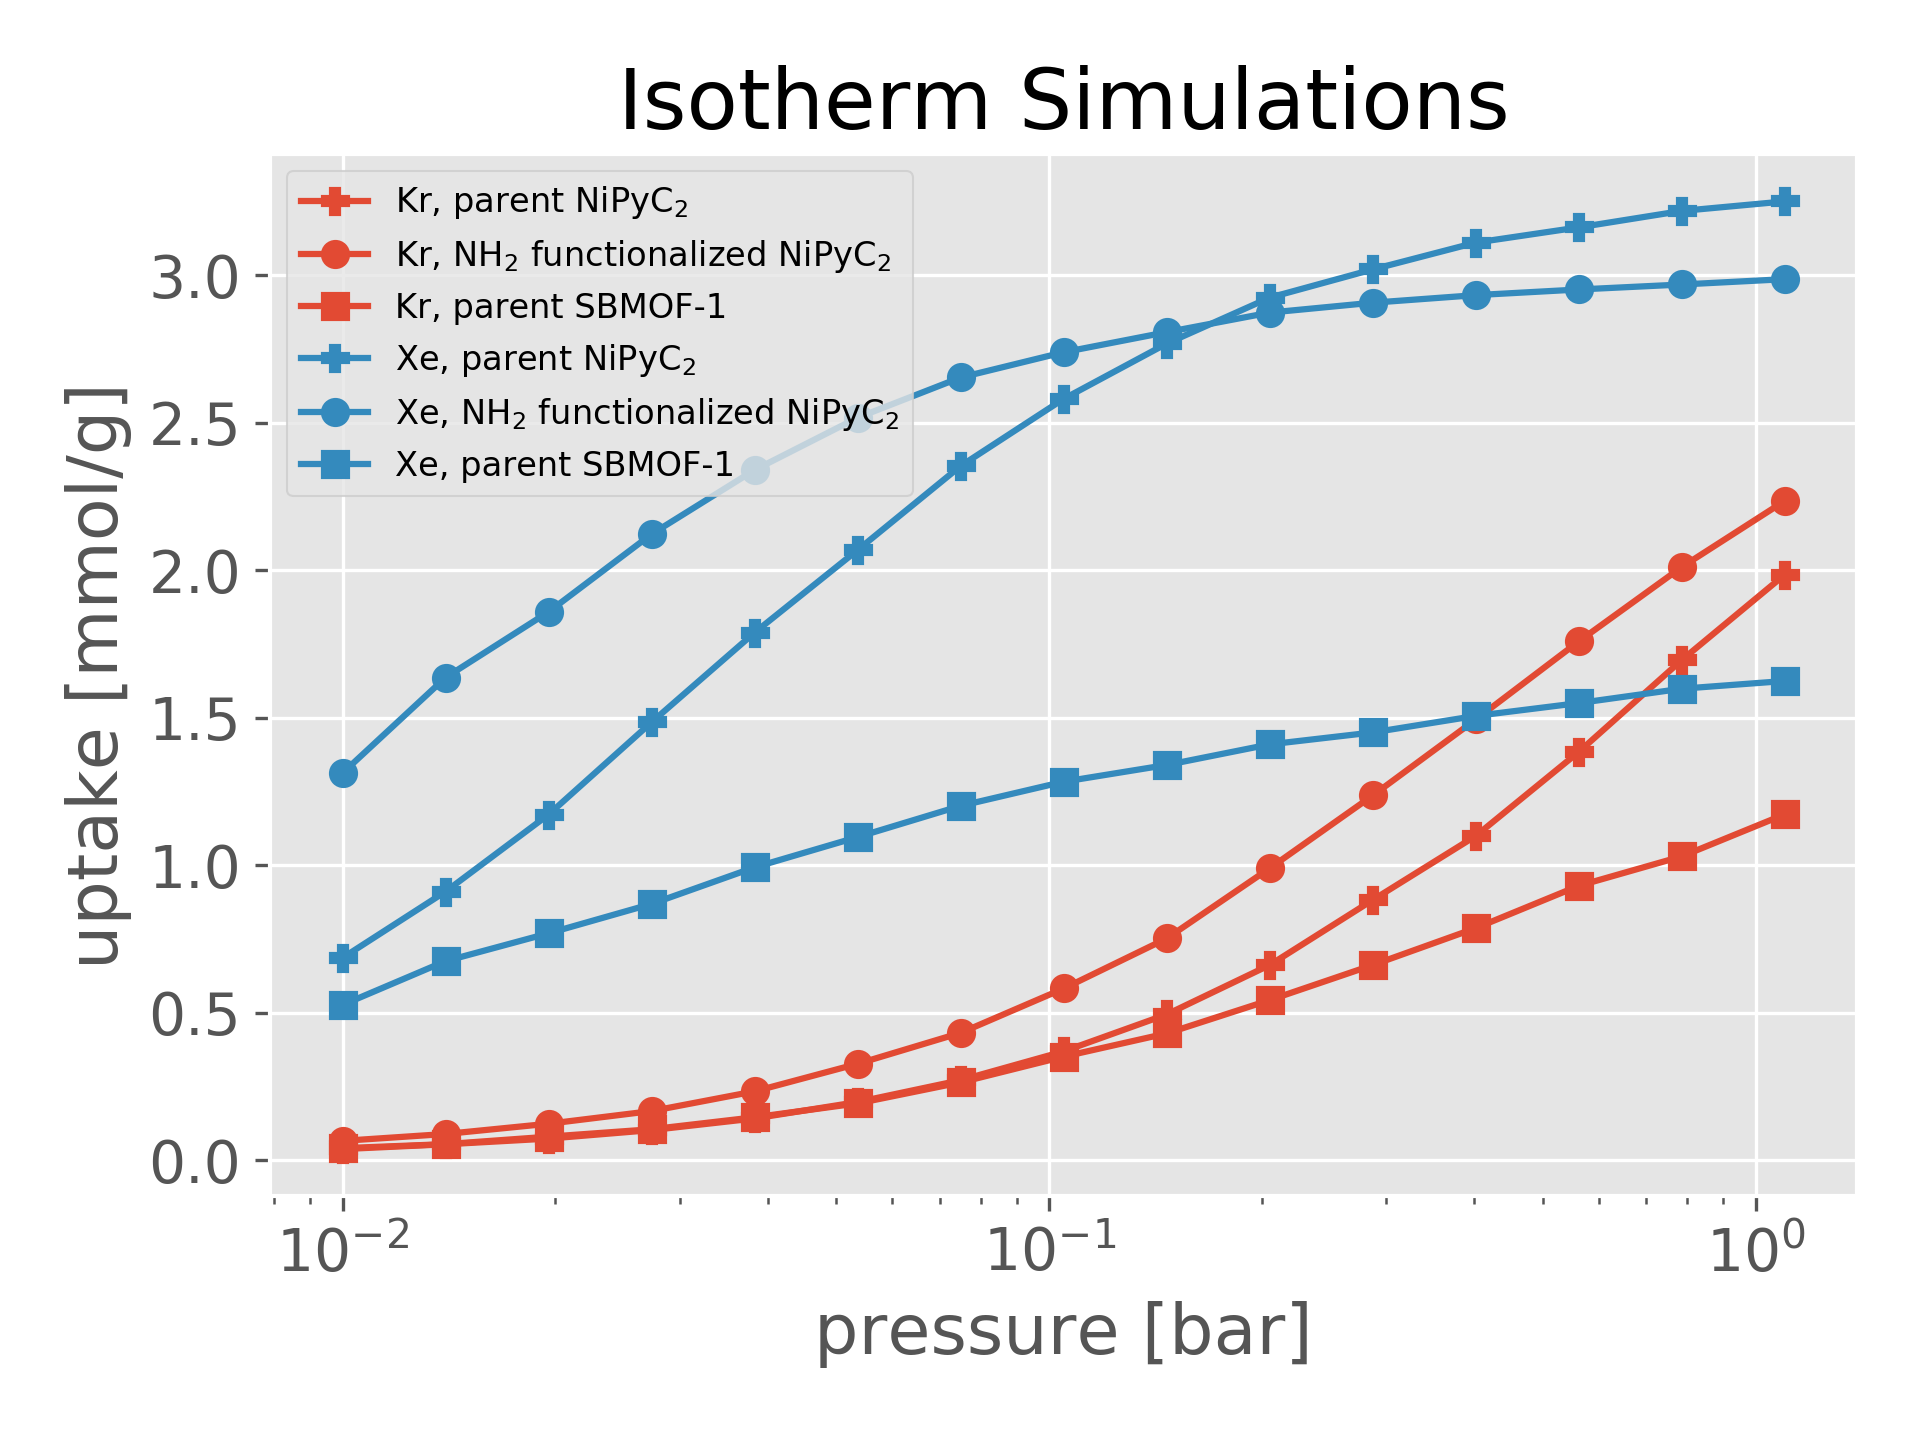 Isotherm Simulations
Kr, parent NiPyC₂
Kr, NH₂ functionalized NiPyC₂
Kr, parent SBMOF-1
Xe, parent NiPyC₂
Xe, NH₂ functionalized NiPyC₂
Xe, parent SBMOF-1
uptake [mmol/g]
3.0
2.5
2.0
1.5
1.0
0.5
0.0
10⁻² 10⁻¹ 10⁰
pressure [bar]